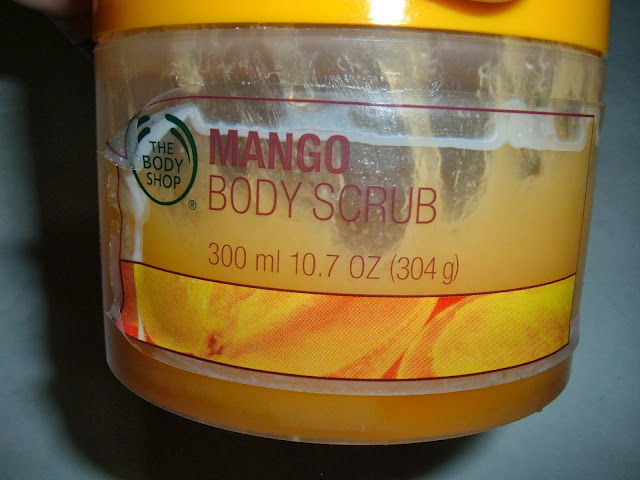 THE
BODY
SHOP
®
MANGO
BODY SCRUB
300 ml 10.7 OZ (304 g)